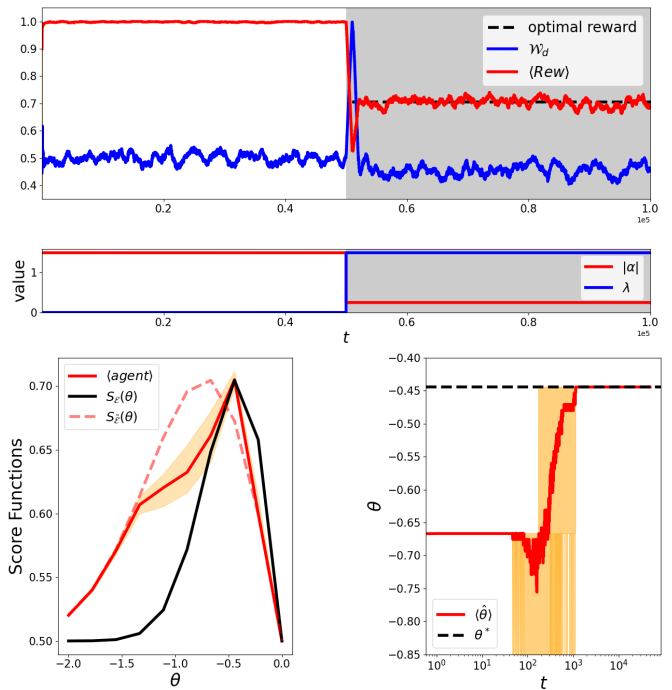 1.0
0.9
0.8
0.7
0.6
0.5
0.4
optimal reward
𝒲d
⟨Rew⟩
0.2 0.4 0.6 0.8 1.0
1e5
value
1
0
|α|
λ
0.2 0.4 0.6 0.8 1.0
t 1e5
Score Functions
0.70
0.65
0.60
0.55
0.50
⟨agent⟩
Sε(θ)
Sε̃(θ)
-2.0 -1.5 -1.0 -0.5 0.0
θ
θ
−0.40
−0.45
−0.50
−0.55
−0.60
−0.65
−0.70
−0.75
−0.80
−0.85
⟨θ̂⟩
θ*
10⁰ 10¹ 10² 10³ 10⁴
t